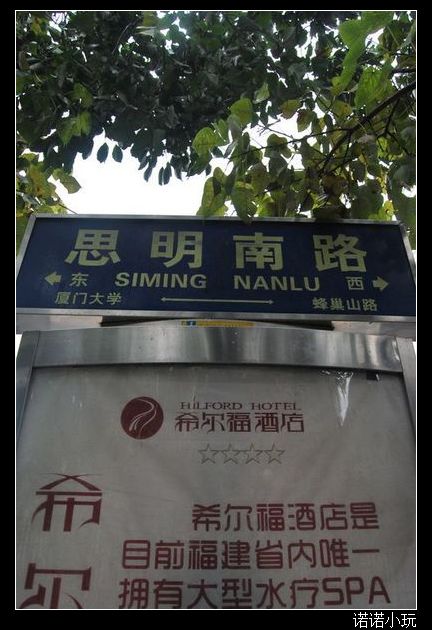 思明南路
东 SIMING NANLU 西
厦门大学 蜂巢山路
HILFORD HOTEL
希尔福酒店
希尔
希尔福酒店是
目前福建省内唯一
拥有大型水疗SPA
诺诺小玩